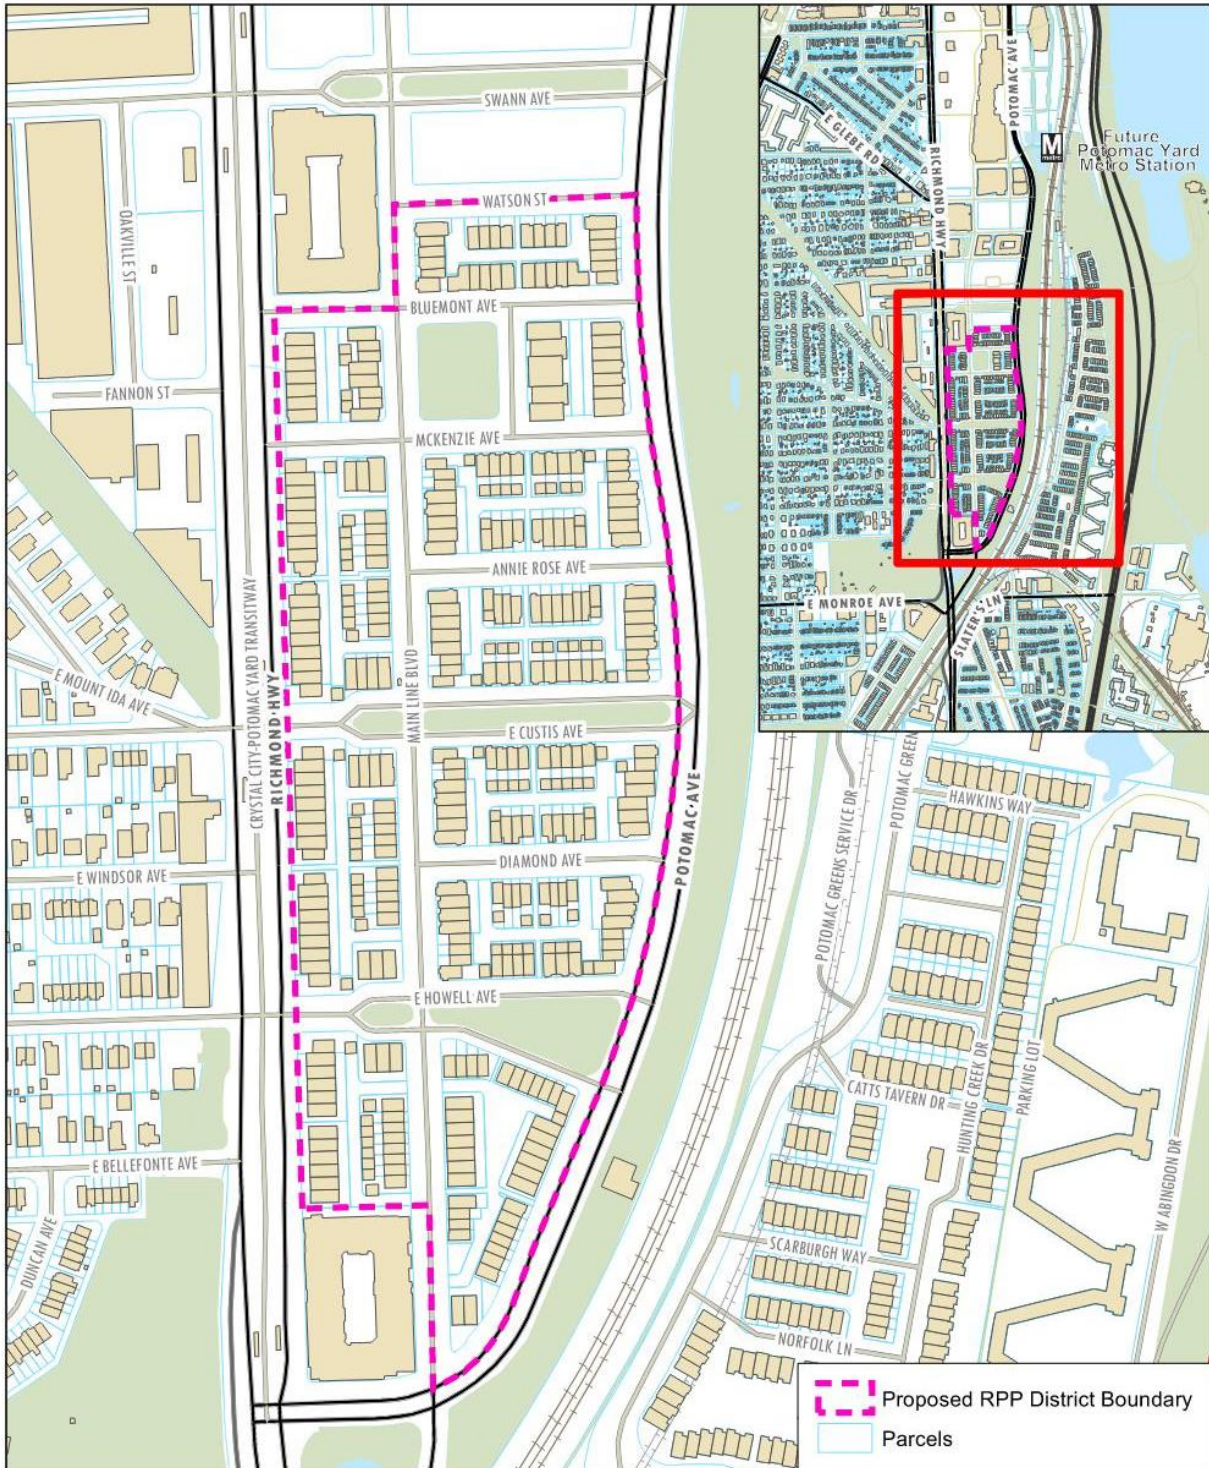 SWANN AVE
WATSON ST
OAKVILLE ST
BLUEMONT AVE
FANNON ST
MCKENZIE AVE
ANNIE ROSE AVE
E MOUNT IDA AVE
CRYSTAL CITY-POTOMAC YARD TRANSITWAY
RICHMOND HWY
MAIN LINE BLVD
E CUSTIS AVE
POTOMAC AVE
DIAMOND AVE
E WINDSOR AVE
E HOWELL AVE
E BELLEFONTE AVE
DUNCAN AVE
E GLEBE RD
RICHMOND HWY
POTOMAC AVE
M
metro
Future
Potomac Yard
Metro Station
E MONROE AVE
SLATER'S LN
POTOMAC GREENS SERVICE DR
POTOMAC GREENS
HAWKINS WAY
CATTS TAVERN DR
HUNTING CREEK DR
PARKING LOT
W ABINGDON DR
SCARBURGH WAY
NORFOLK LN
Proposed RPP District Boundary
Parcels